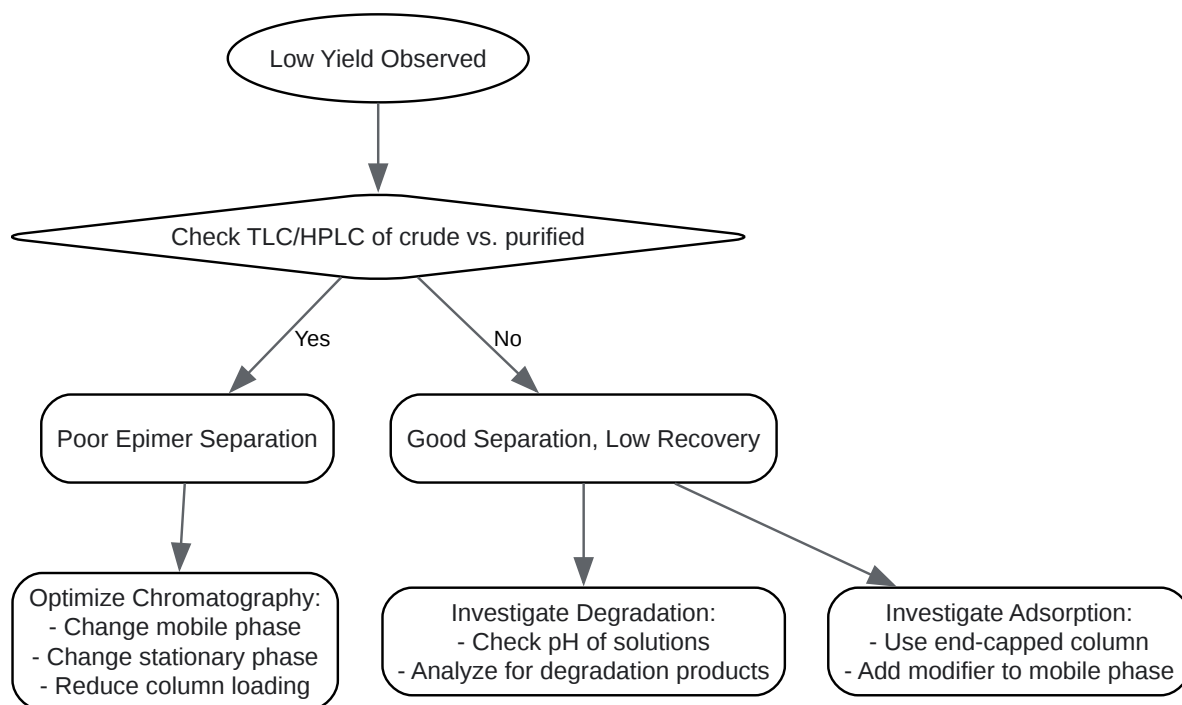 Low Yield Observed
Check TLC/HPLC of crude vs. purified
Yes
No
Poor Epimer Separation
Good Separation, Low Recovery
Optimize Chromatography:
- Change mobile phase
- Change stationary phase
- Reduce column loading
Investigate Degradation:
- Check pH of solutions
- Analyze for degradation products
Investigate Adsorption:
- Use end-capped column
- Add modifier to mobile phase